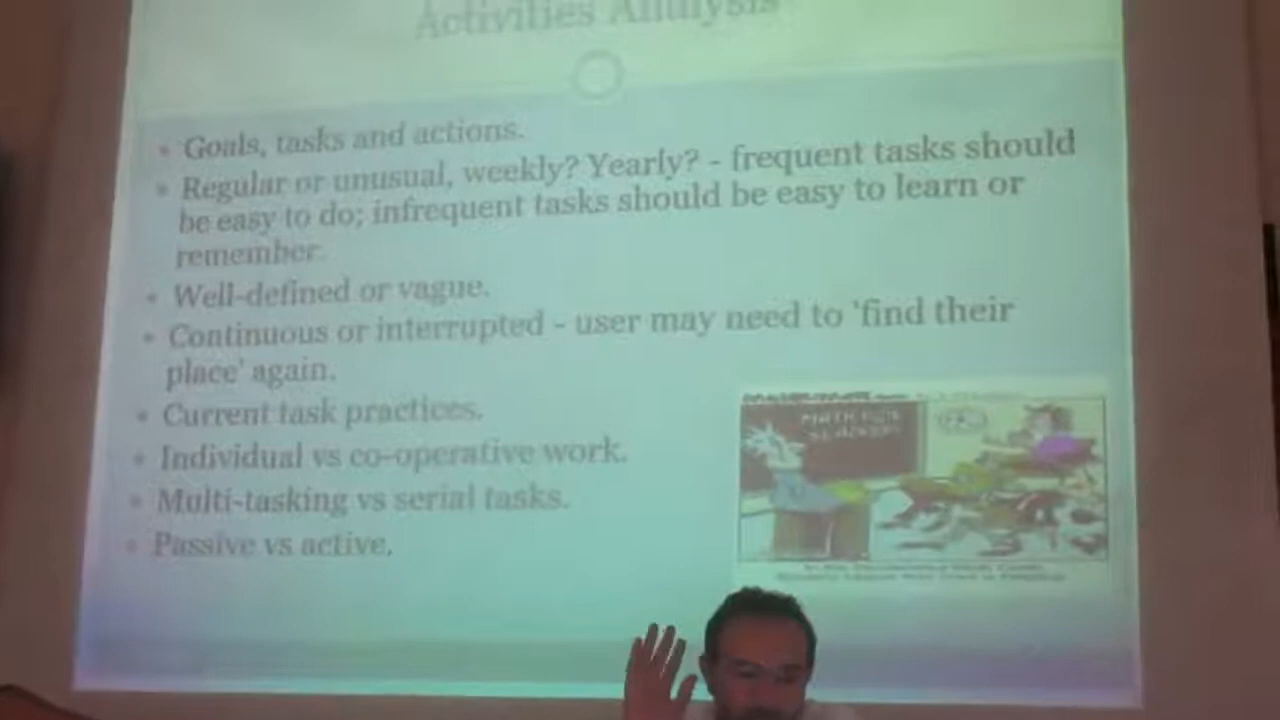 Activities Analysis
• Goals, tasks and actions.
• Regular or unusual, weekly? Yearly? - frequent tasks should
be easy to do; infrequent tasks should be easy to learn or
remember.
• Well-defined or vague.
• Continuous or interrupted - user may need to 'find their
place' again.
• Current task practices.
• Individual vs co-operative work.
• Multi-tasking vs serial tasks.
• Passive vs active.
MATH FOR